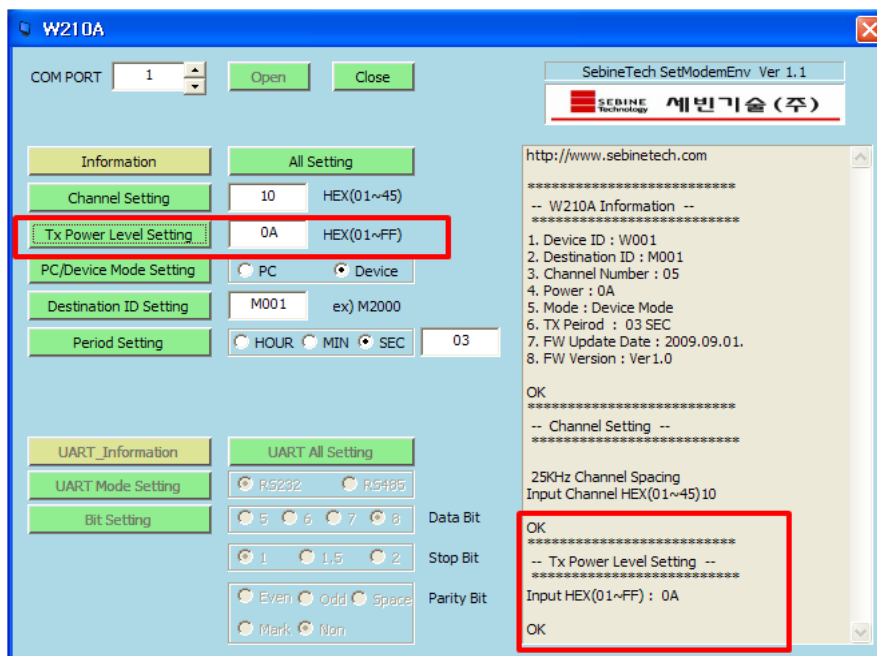 W210A
COM PORT 1 Open Close
SebineTech SetModemEnv Ver 1.1
SEBINE Technology 세빈기술(주)
Information All Setting
Channel Setting 10 HEX(01~45)
Tx Power Level Setting 0A HEX(01~FF)
PC/Device Mode Setting PC Device
Destination ID Setting M001 ex) M2000
Period Setting HOUR MIN SEC 03
UART_Information UART All Setting
UART Mode Setting RS232 RS485
Bit Setting 5 6 7 8 Data Bit
1 1.5 2 Stop Bit
Even Odd Space Parity Bit
Mark Non
http://www.sebinetech.com
**************************
-- W210A Information --
**************************
1. Device ID : W001
2. Destination ID : M001
3. Channel Number : 05
4. Power : 0A
5. Mode : Device Mode
6. TX Peirod : 03 SEC
7. FW Update Date : 2009.09.01.
8. FW Version : Ver1.0
OK
**************************
-- Channel Setting --
**************************
25KHz Channel Spacing
Input Channel HEX(01~45)10
OK
**************************
-- Tx Power Level Setting --
**************************
Input HEX(01~FF) : 0A
OK